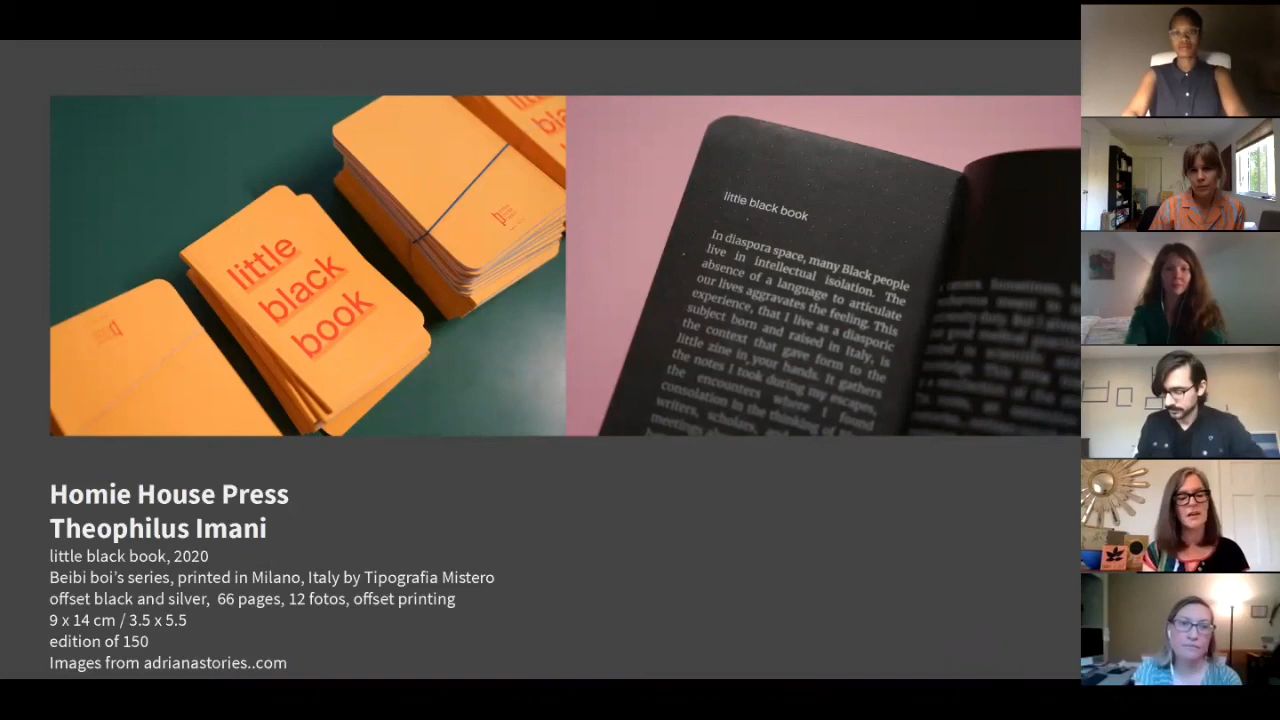 little
black
book
little black book
In diaspora space, many Black people
live in intellectual isolation. The
absence of a language to articulate
our lives aggravates the feeling. This
experience, that I live as a diasporic
subject born and raised in Italy, is
the context that gave form to the
little zine in your hands. It gathers
the notes I took during my escapes,
the encounters where I found
consolation in the thinking of
writers, scholars, and
meetings
Homie House Press
Theophilus Imani
little black book, 2020
Beibi boi’s series, printed in Milano, Italy by Tipografia Mistero
offset black and silver, 66 pages, 12 fotos, offset printing
9 x 14 cm / 3.5 x 5.5
edition of 150
Images from adrianastories..com